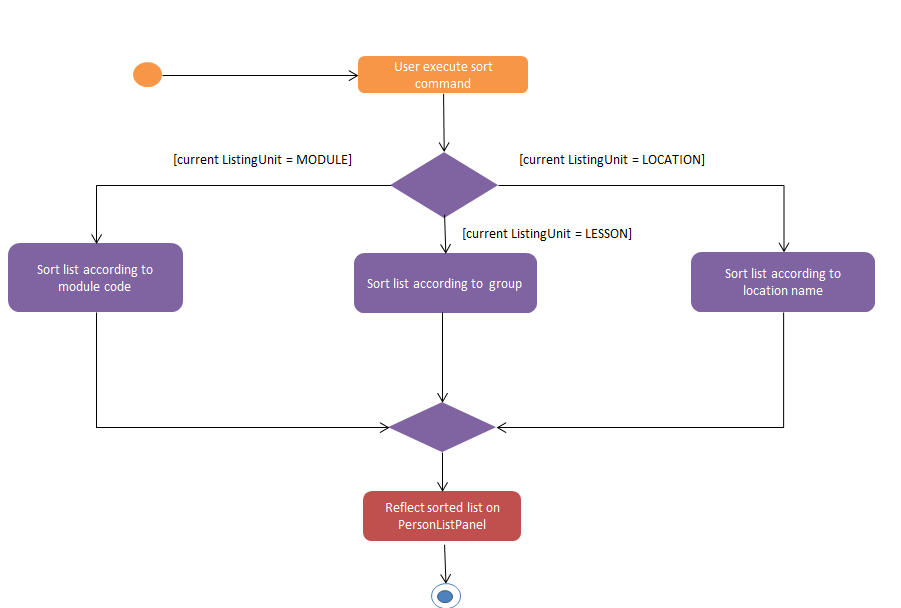 User execute sort
command
[current ListingUnit = MODULE]
[current ListingUnit = LOCATION]
[current ListingUnit = LESSON]
Sort list according to
module code
Sort list according to group
Sort list according to
location name
Reflect sorted list on
PersonListPanel